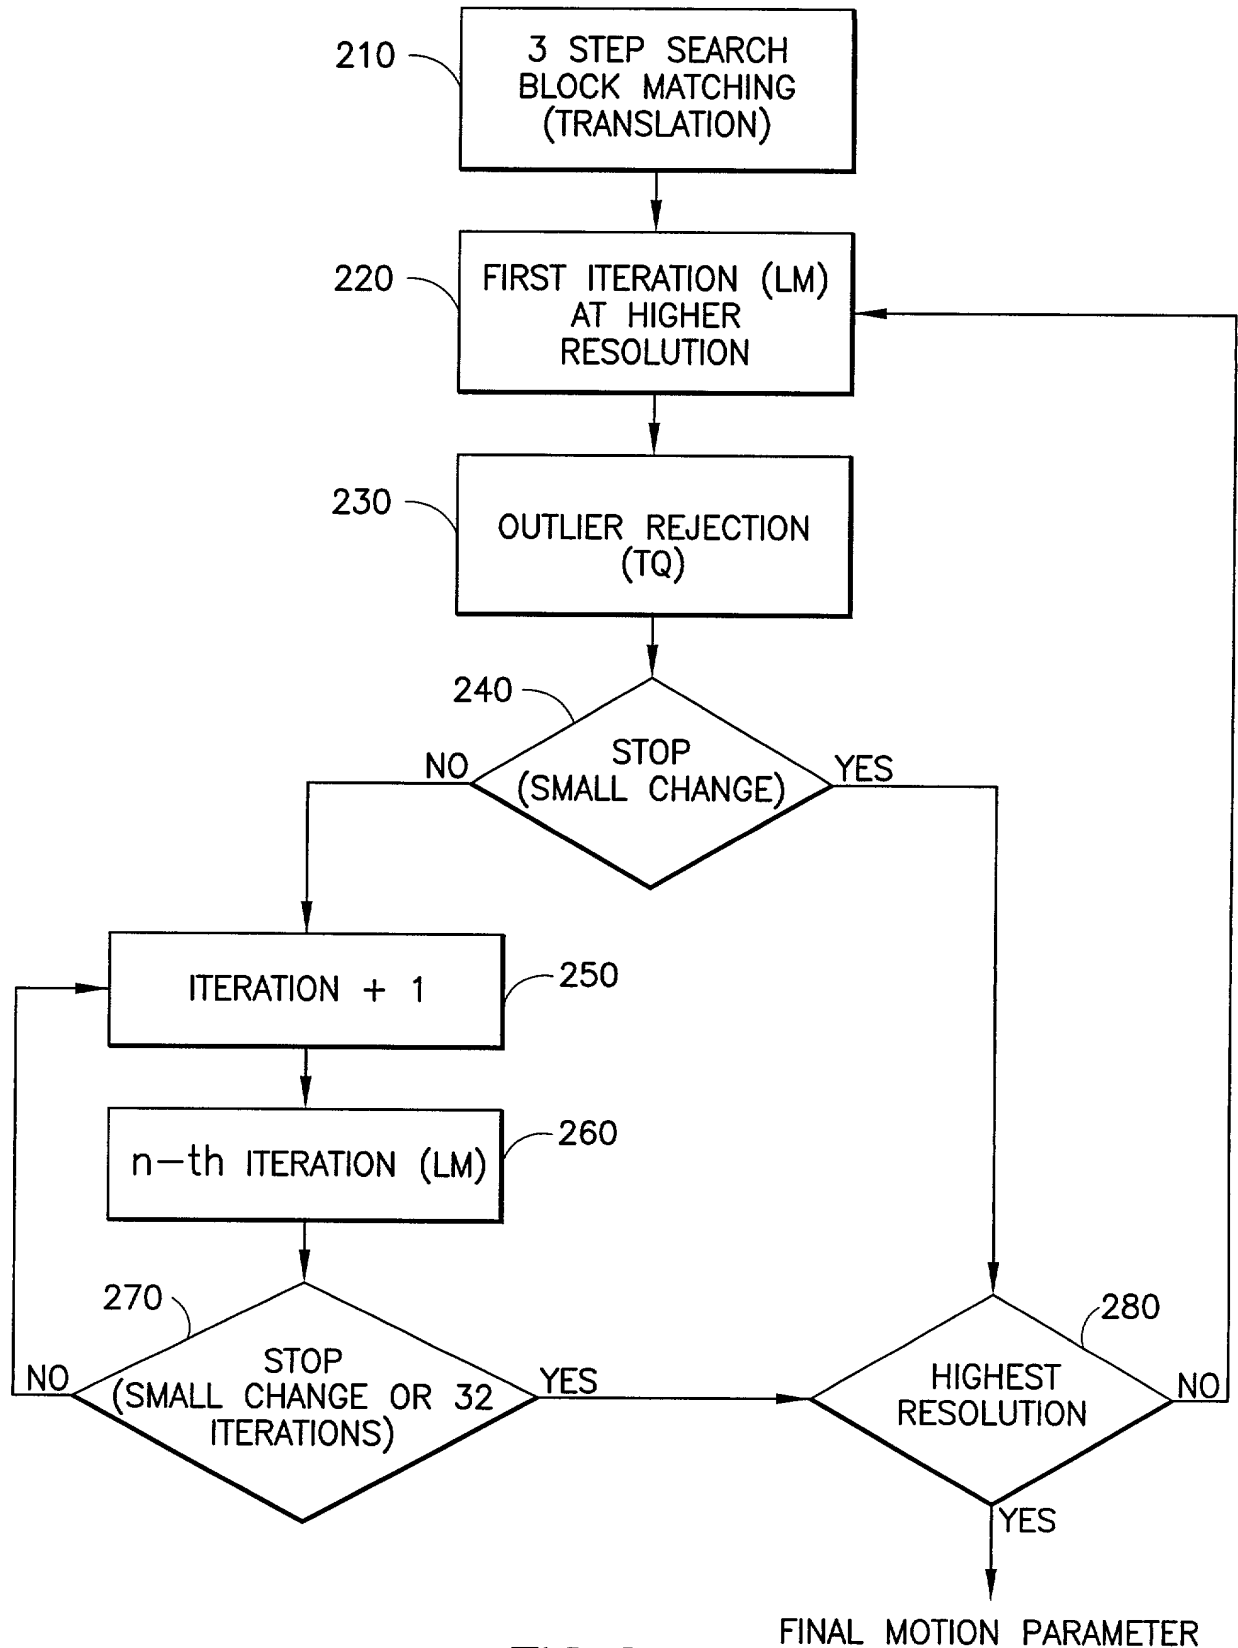 210
3 STEP SEARCH
BLOCK MATCHING
(TRANSLATION)
220
FIRST ITERATION (LM)
AT HIGHER
RESOLUTION
230
OUTLIER REJECTION
(TQ)
240
STOP
(SMALL CHANGE)
NO
YES
ITERATION + 1
250
n-th ITERATION (LM)
260
270
STOP
(SMALL CHANGE OR 32
ITERATIONS)
NO
YES
280
HIGHEST
RESOLUTION
NO
YES
FINAL MOTION PARAMETER